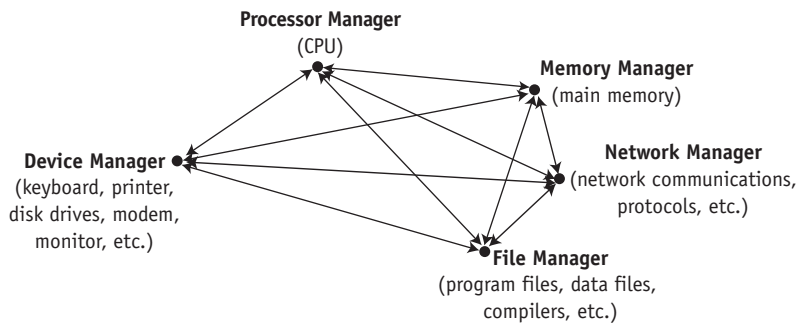 Processor Manager
(CPU)
Memory Manager
(main memory)
Device Manager
(keyboard, printer,
disk drives, modem,
monitor, etc.)
Network Manager
(network communications,
protocols, etc.)
File Manager
(program files, data files,
compilers, etc.)